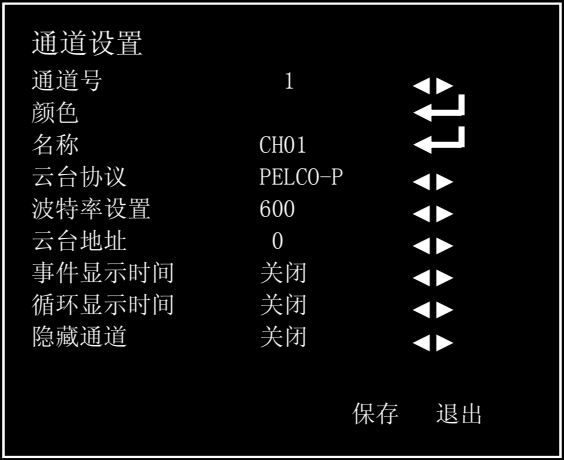 通道设置
通道号 1
颜色
名称 CH01
云台协议 PELCO-P
波特率设置 600
云台地址 0
事件显示时间 关闭
循环显示时间 关闭
隐藏通道 关闭
保存 退出